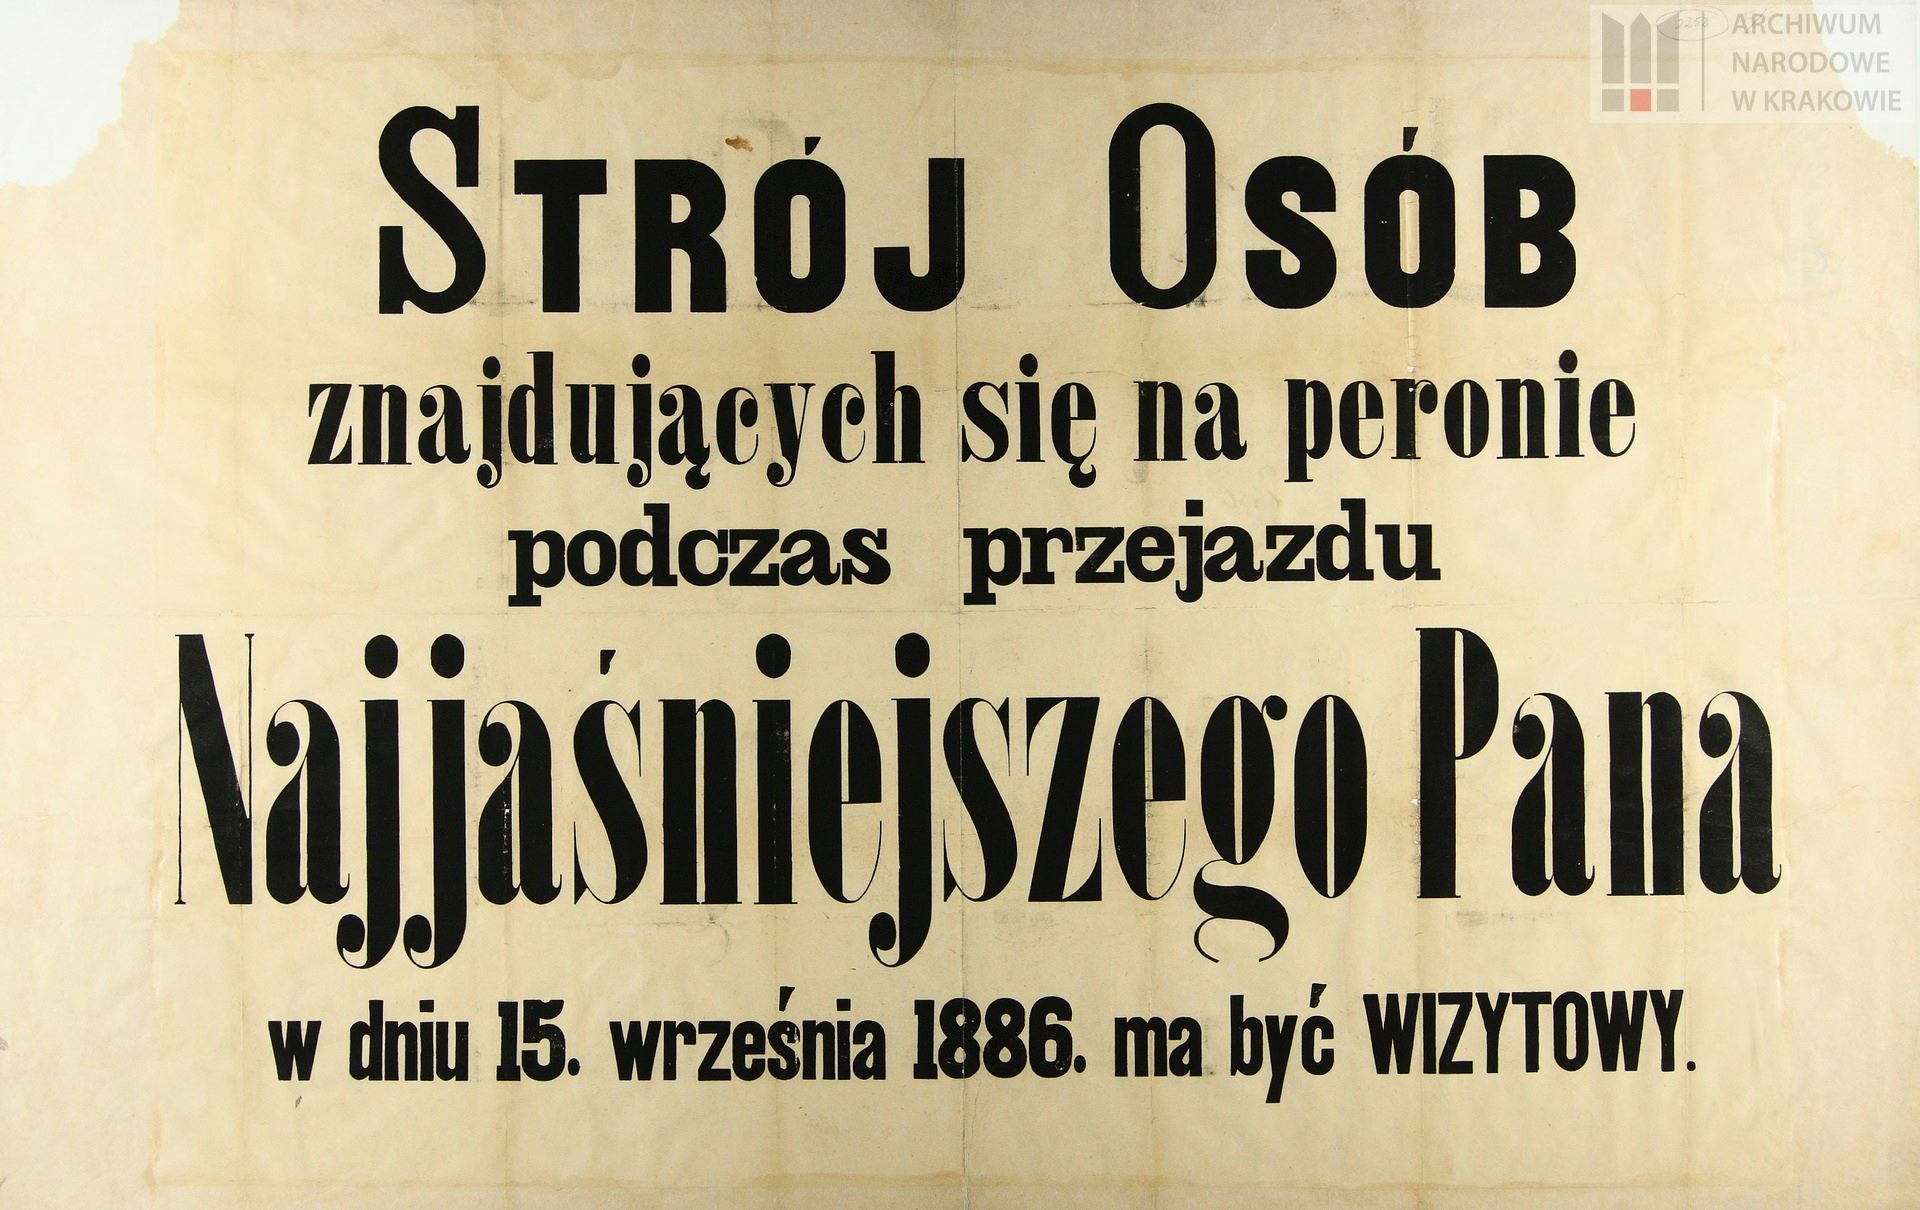 ARCHIWUM
NARODOWE
W KRAKOWIE
STRÓJ OSÓB
znajdujących się na peronie
podczas przejazdu
Najjaśniejszego Pana
w dniu 15. września 1886. ma być WIZYTOWY.